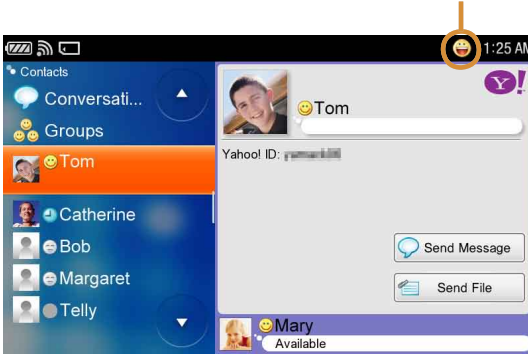 1:25 AM
Contacts
Conversati...
Groups
Tom
Catherine
Bob
Margaret
Telly
Y!
Tom
Yahoo! ID:
Send Message
Send File
Mary
Available